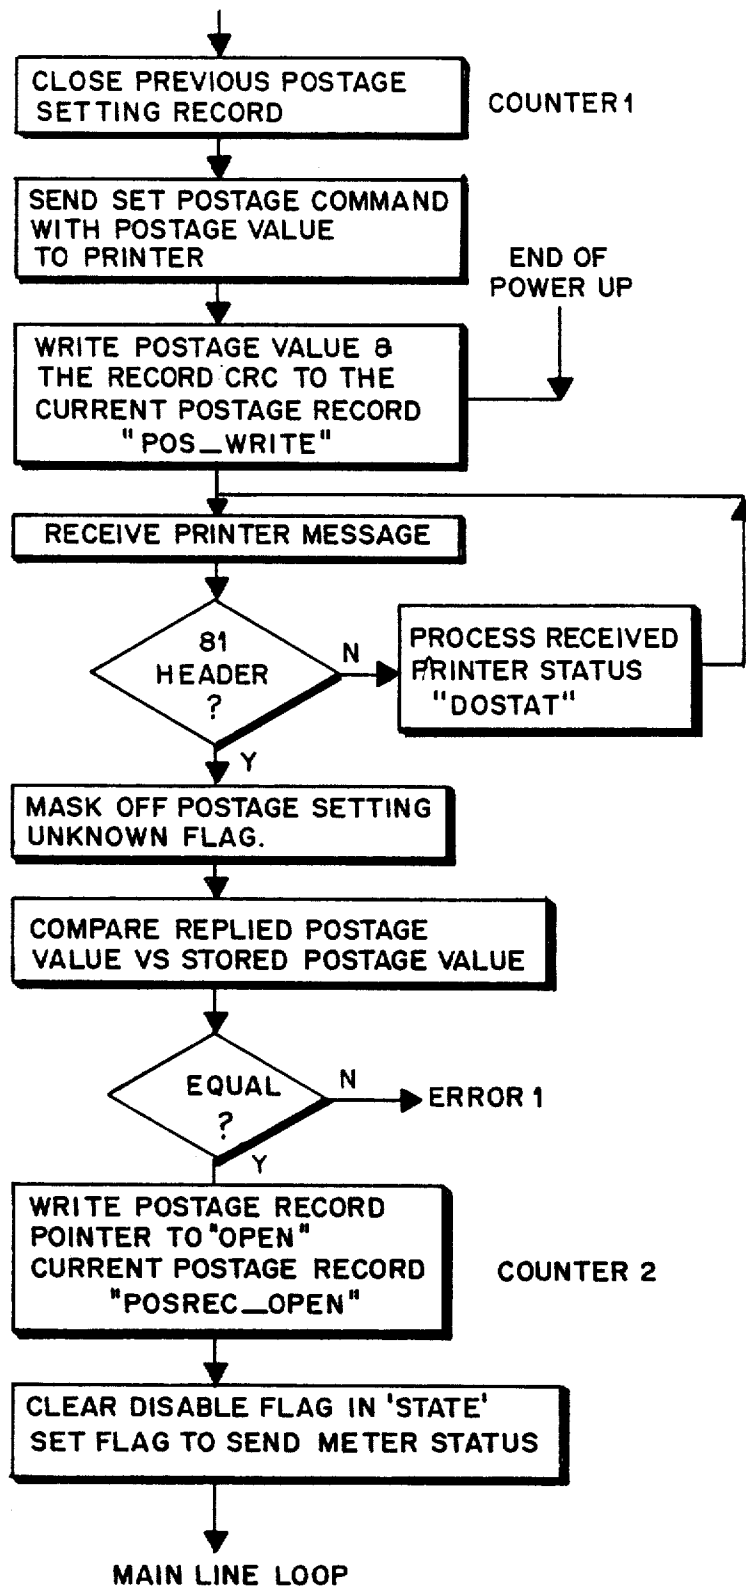 CLOSE PREVIOUS POSTAGE
SETTING RECORD
COUNTER 1
SEND SET POSTAGE COMMAND
WITH POSTAGE VALUE
TO PRINTER
END OF
POWER UP
WRITE POSTAGE VALUE &
THE RECORD CRC TO THE
CURRENT POSTAGE RECORD
"POS_WRITE"
RECEIVE PRINTER MESSAGE
81
HEADER
?
N
PROCESS RECEIVED
PRINTER STATUS
"DOSTAT"
Y
MASK OFF POSTAGE SETTING
UNKNOWN FLAG.
COMPARE REPLIED POSTAGE
VALUE VS STORED POSTAGE VALUE
EQUAL
?
N
ERROR 1
Y
WRITE POSTAGE RECORD
POINTER TO "OPEN"
CURRENT POSTAGE RECORD
"POSREC_OPEN"
COUNTER 2
CLEAR DISABLE FLAG IN 'STATE'
SET FLAG TO SEND METER STATUS
MAIN LINE LOOP